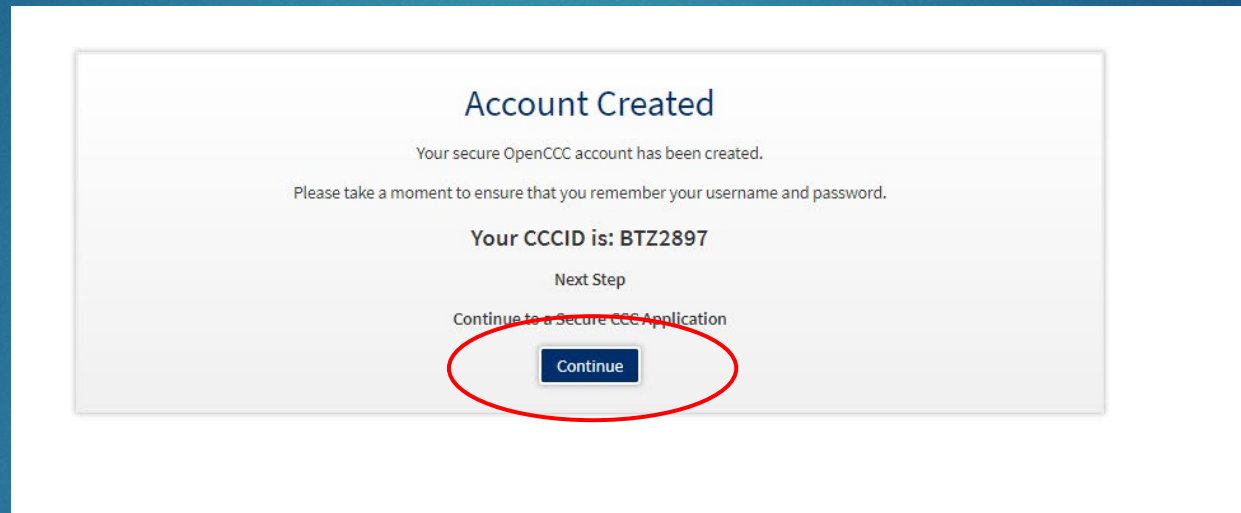 Account Created
Your secure OpenCCC account has been created.
Please take a moment to ensure that you remember your username and password.
Your CCCID is: BTZ2897
Next Step
Continue to a Secure CCC Application
Continue